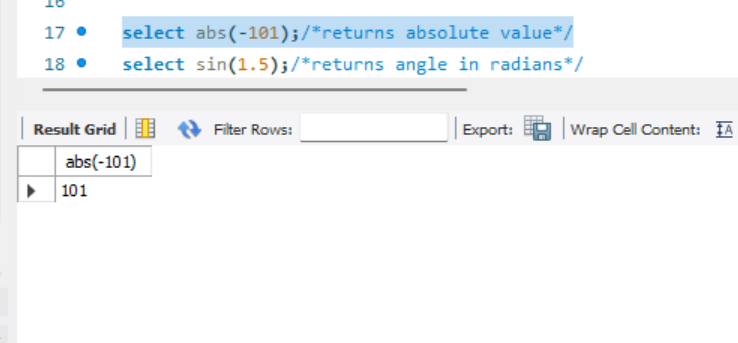 16
17 select abs(-101);/*returns absolute value*/
18 select sin(1.5);/*returns angle in radians*/
Result Grid Filter Rows: Export: Wrap Cell Content: IA
abs(-101)
101